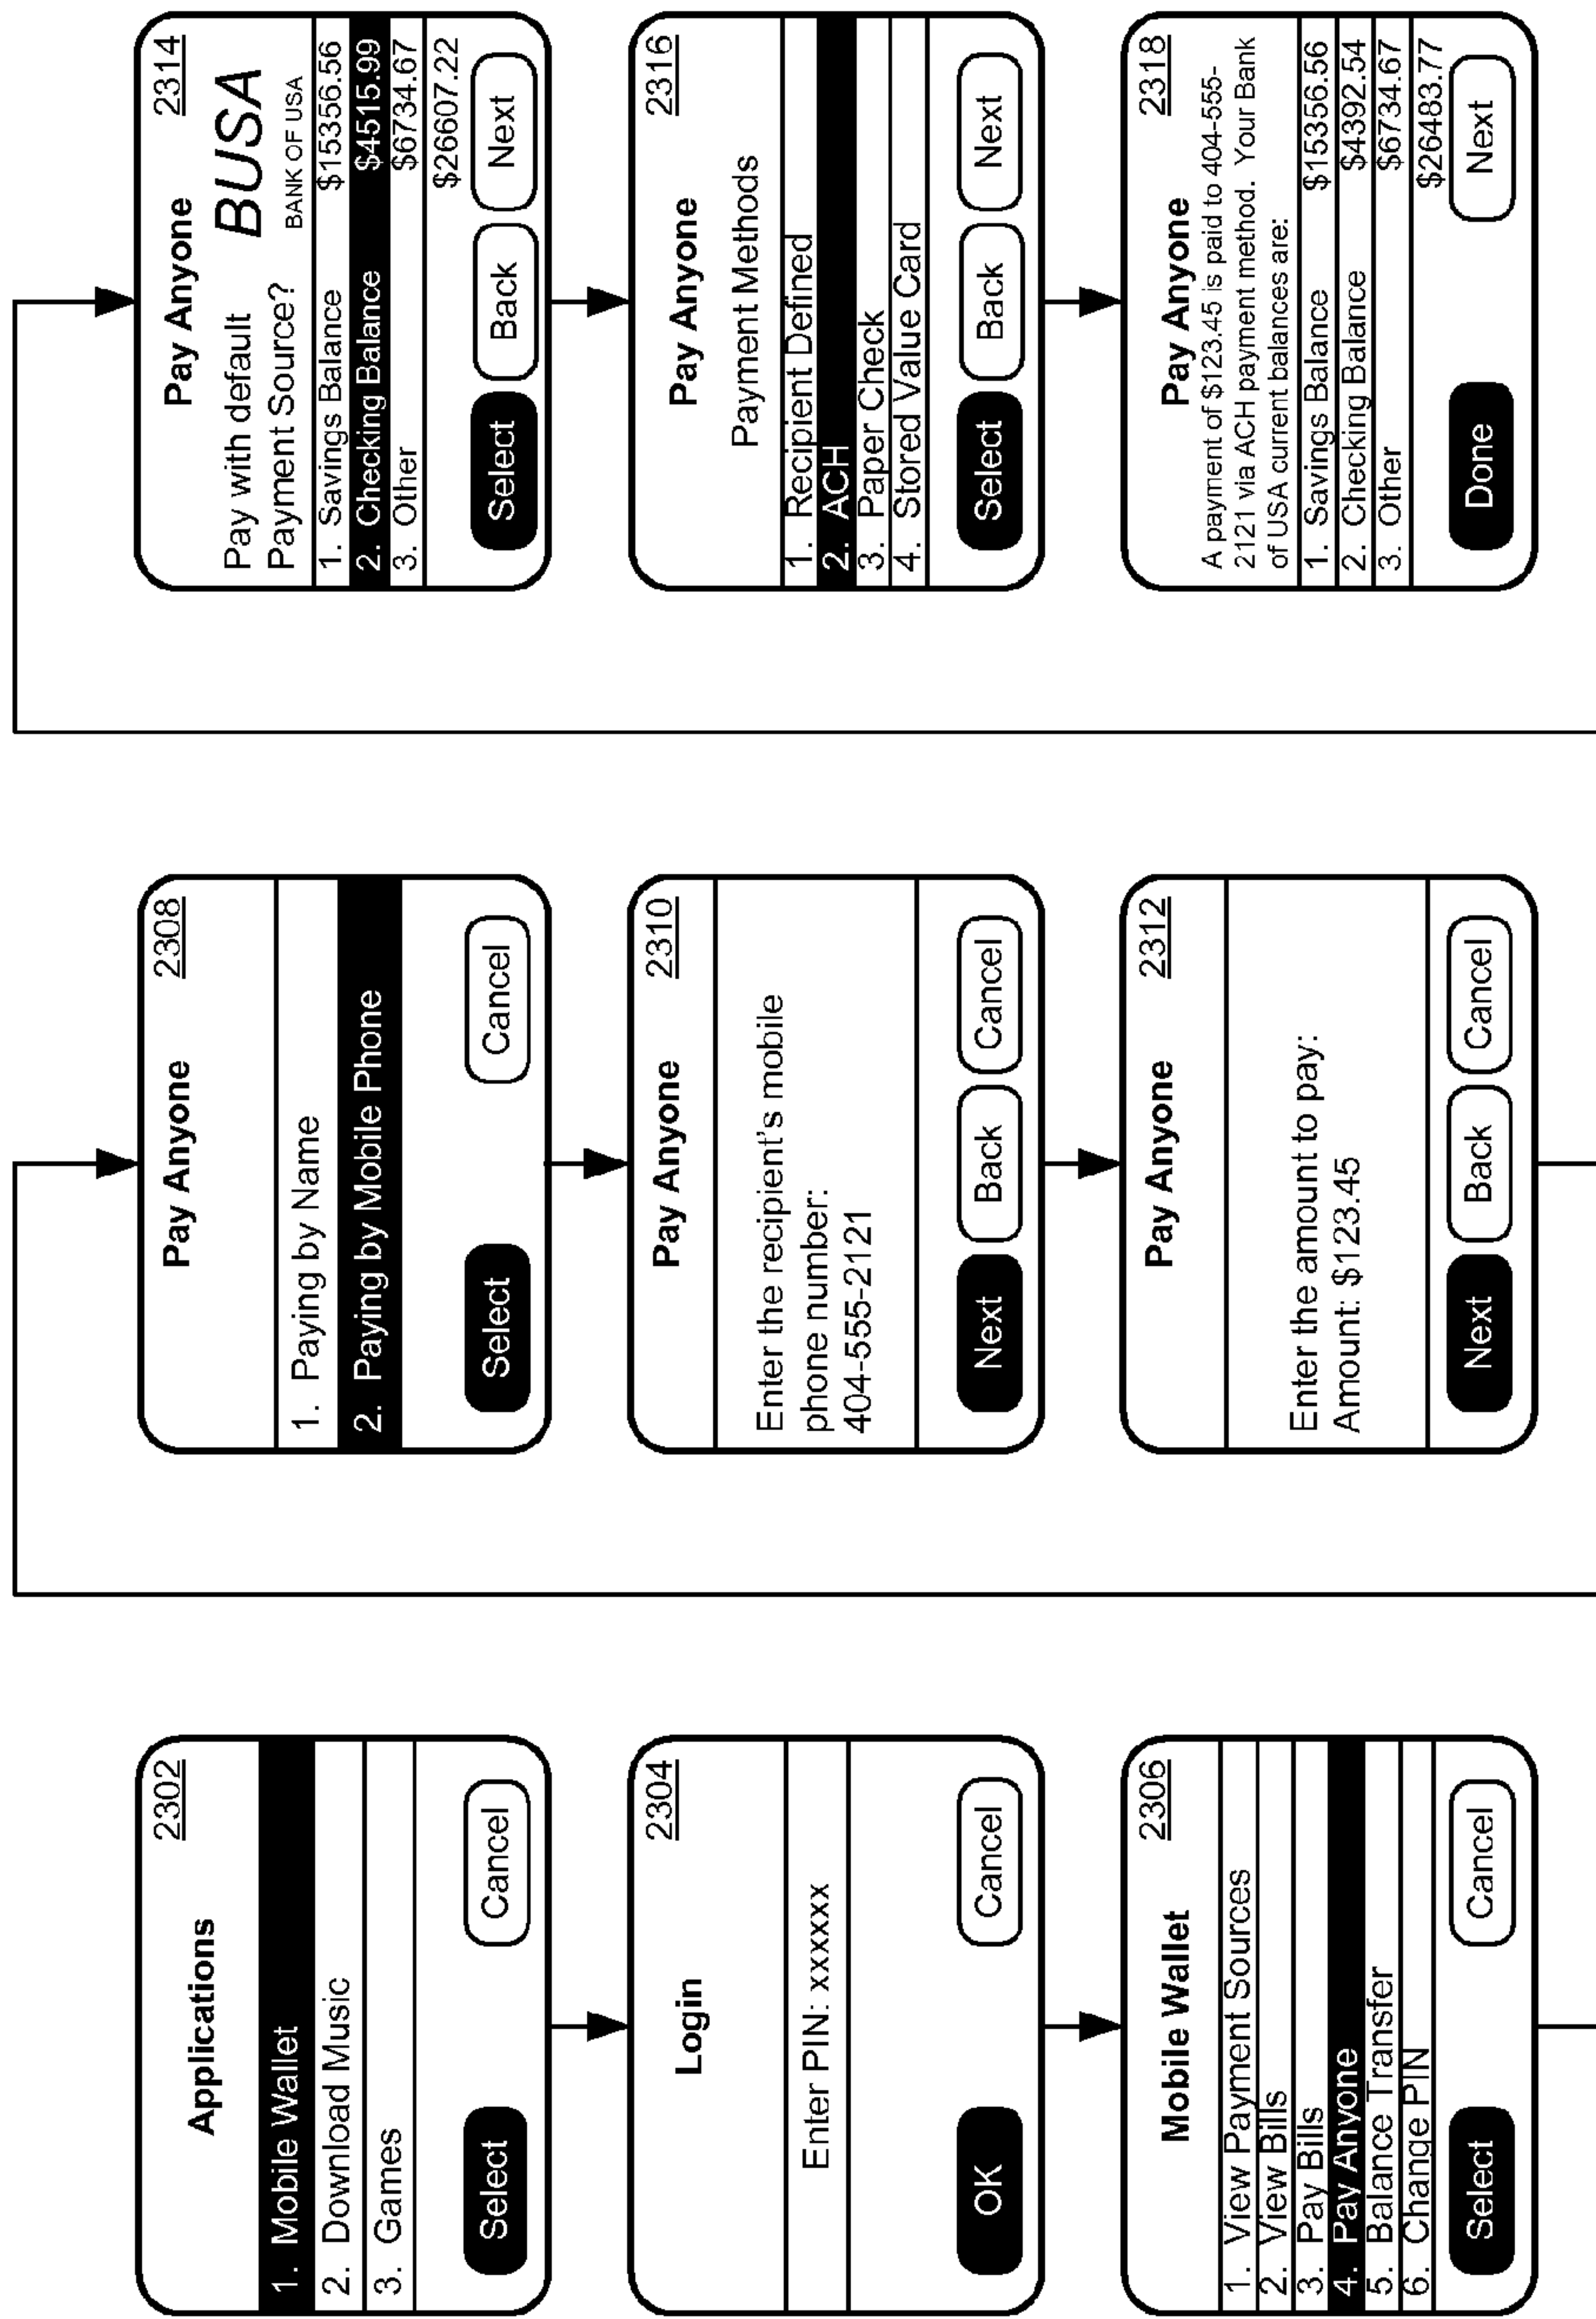 Applications 2302
1. Mobile Wallet
2. Download Music
3. Games
Select Cancel
Login 2304
Enter PIN: xxxxxx
OK Cancel
Mobile Wallet 2306
1. View Payment Sources
2. View Bills
3. Pay Bills
4. Pay Anyone
5. Balance Transfer
6. Change PIN
Select Cancel
Pay Anyone 2308
1. Paying by Name
2. Paying by Mobile Phone
Select Cancel
Pay Anyone 2310
Enter the recipient's mobile
phone number:
404-555-2121
Next Back Cancel
Pay Anyone 2312
Enter the amount to pay:
Amount: $123.45
Next Back Cancel
Pay Anyone 2314
Pay with default BUSA
Payment Source? BANK OF USA
1. Savings Balance $15356.56
2. Checking Balance $4515.99
3. Other $6734.67
$26607.22
Select Back Next
Pay Anyone 2316
Payment Methods
1. Recipient Defined
2. ACH
3. Paper Check
4. Stored Value Card
Select Back Next
Pay Anyone 2318
A payment of $123.45 is paid to 404-555-
2121 via ACH payment method. Your Bank
of USA current balances are:
1. Savings Balance $15356.56
2. Checking Balance $4392.54
3. Other $6734.67
$26483.77
Done Next